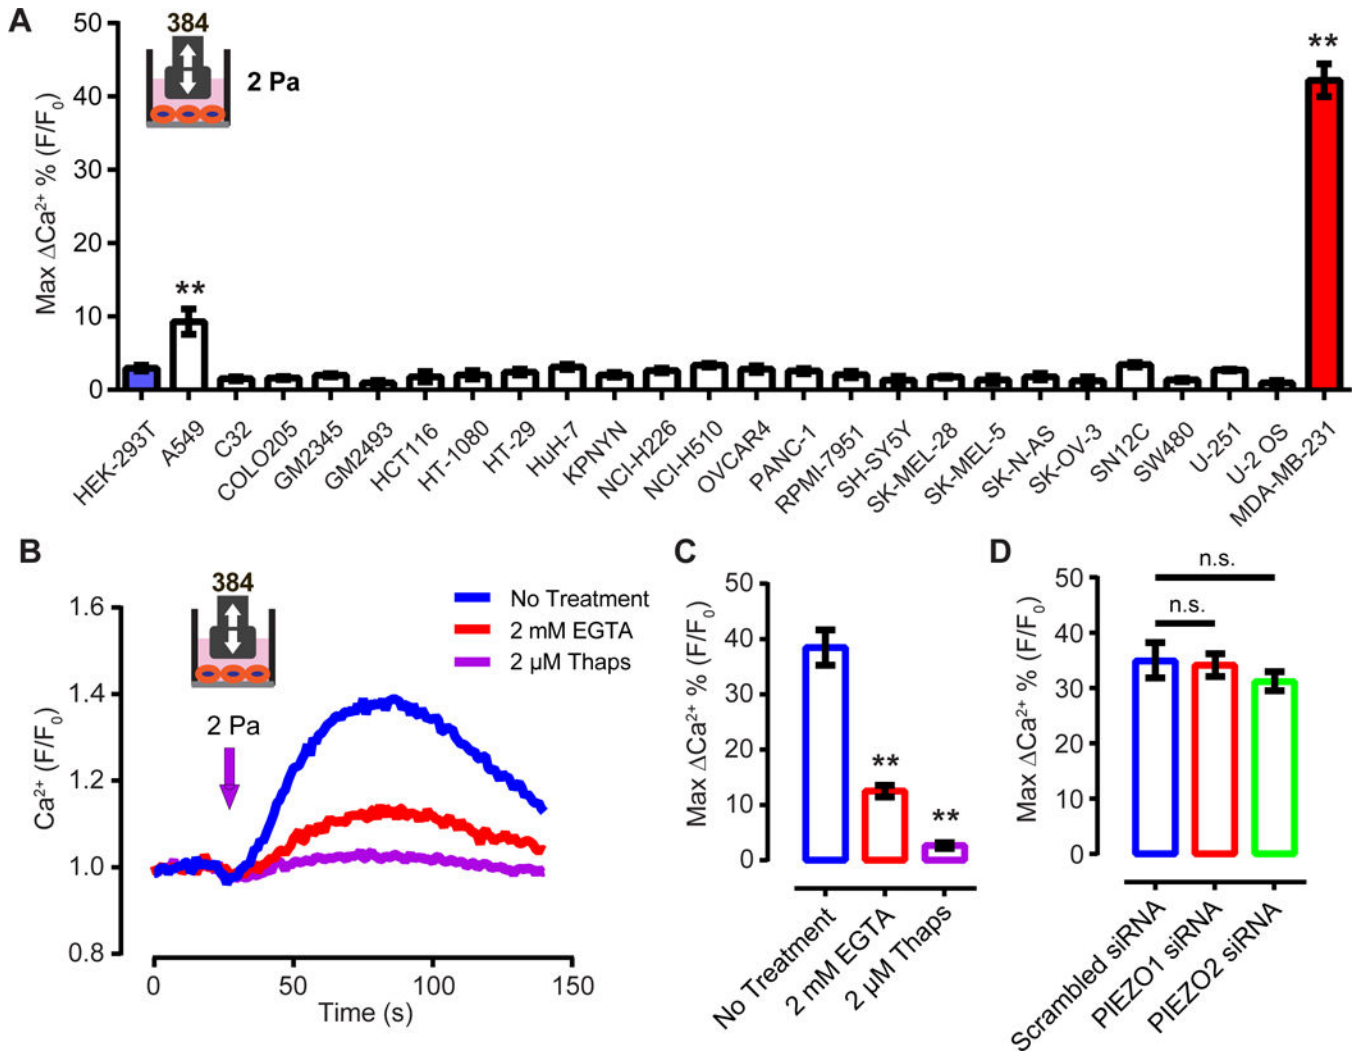 A
384
2 Pa
**
**
Max ΔCa²⁺ % (F/F₀)
50
40
30
20
10
0
HEK-293T
A549
C32
COLO205
GM2345
GM2493
HCT116
HT-1080
HT-29
HuH-7
KPNYN
NCI-H226
NCI-H510
OVCAR4
PANC-1
RPMI-7951
SH-SY5Y
SK-MEL-28
SK-MEL-5
SK-N-AS
SK-OV-3
SN12C
SW480
U-251
U-2 OS
MDA-MB-231
B
384
2 Pa
No Treatment
2 mM EGTA
2 µM Thaps
Ca²⁺ (F/F₀)
1.6
1.4
1.2
1.0
0.8
0
50
100
150
Time (s)
C
Max ΔCa²⁺ % (F/F₀)
50
40
30
20
10
0
**
**
No Treatment
2 mM EGTA
2 µM Thaps
D
n.s.
n.s.
Max ΔCa²⁺ % (F/F₀)
50
40
30
20
10
0
Scrambled siRNA
PIEZO1 siRNA
PIEZO2 siRNA